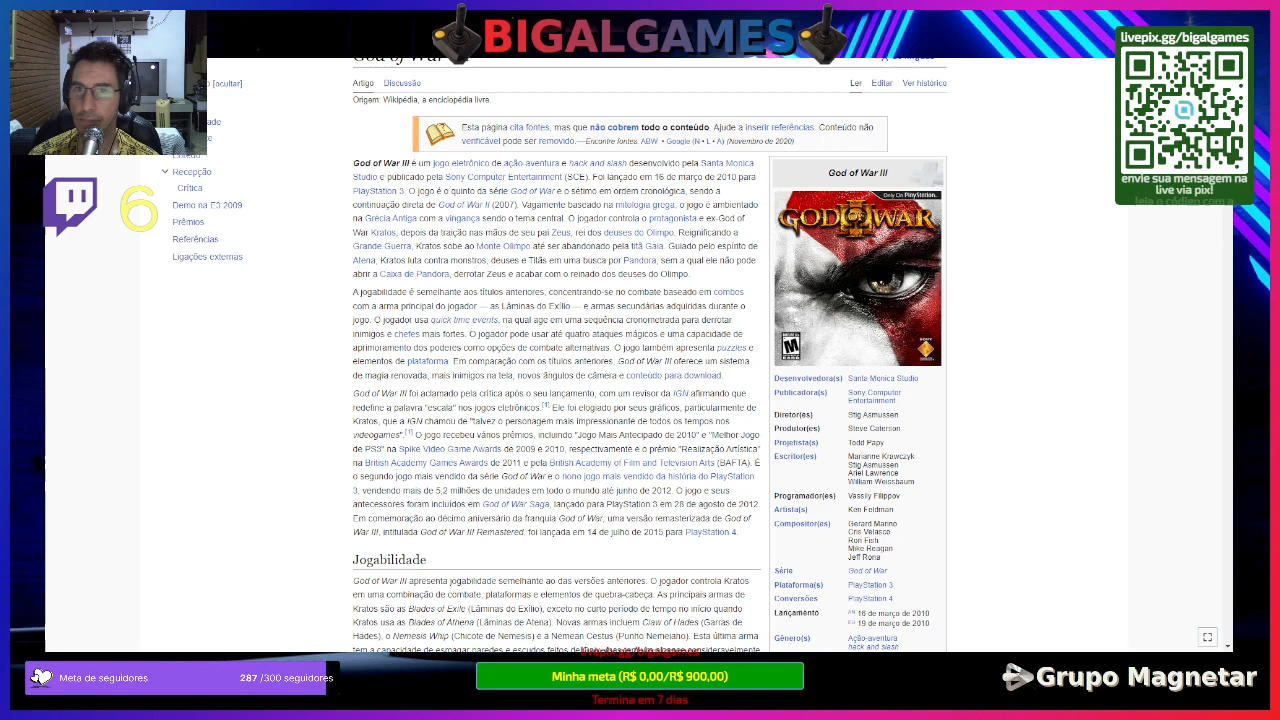 BIGALGAMES
livepix.gg/bigalgames
envie sua mensagem na
live via pix!
leia o código com a
6
[ocultar]
Recepção
Crítica
Demo na E3 2009
Prêmios
Referências
Ligações externas
God of War III
Artigo Discussão Ler Editar Ver histórico
Origem: Wikipédia, a enciclopédia livre.
Esta página cita fontes, mas que não cobrem todo o conteúdo. Ajude a inserir referências. Conteúdo não
verificável pode ser removido.—Encontre fontes: ABW • Google (N • L • A) (Novembro de 2020)
God of War III é um jogo eletrônico de ação-aventura e hack and slash desenvolvido pela Santa Monica
Studio e publicado pela Sony Computer Entertainment (SCE). Foi lançado em 16 de março de 2010 para
PlayStation 3. O jogo é o quinto da série God of War e o sétimo em ordem cronológica, sendo a
continuação direta de God of War II (2007). Vagamente baseado na mitologia grega, o jogo é ambientado
na Grécia Antiga com a vingança sendo o tema central. O jogador controla o protagonista e ex-God of
War Kratos, depois da traição nas mãos de seu pai Zeus, rei dos deuses do Olimpo. Reignificando a
Grande Guerra, Kratos sobe ao Monte Olimpo até ser abandonado pela titã Gaia. Guiado pelo espírito de
Atena, Kratos luta contra monstros, deuses e Titãs em uma busca por Pandora, sem a qual ele não pode
abrir a Caixa de Pandora, derrotar Zeus e acabar com o reinado dos deuses do Olimpo.
A jogabilidade é semelhante aos títulos anteriores, concentrando-se no combate baseado em combos
com a arma principal do jogador — as Lâminas do Exílio — e armas secundárias adquiridas durante o
jogo. O jogador usa quick time events, na qual age em uma sequência cronometrada para derrotar
inimigos e chefes mais fortes. O jogador pode usar até quatro ataques mágicos e uma capacidade de
aprimoramento dos poderes como opções de combate alternativas. O jogo também apresenta puzzles e
elementos de plataforma. Em comparação com os títulos anteriores, God of War III oferece um sistema
de magia renovada, mais inimigos na tela, novos ângulos de câmera e conteúdo para download.
God of War III foi aclamado pela crítica após o seu lançamento, com um revisor da IGN afirmando que
redefine a palavra "escala" nos jogos eletrônicos.[1] Ele foi elogiado por seus gráficos, particularmente de
Kratos, que a IGN chamou de "talvez o personagem mais impressionante de todos os tempos nos
videogames".[1] O jogo recebeu vários prêmios, incluindo "Jogo Mais Antecipado de 2010" e "Melhor Jogo
de PS3" na Spike Video Game Awards de 2009 e 2010, respectivamente e o prêmio "Realização Artística"
na British Academy Games Awards de 2011 e pela British Academy of Film and Television Arts (BAFTA). É
o segundo jogo mais vendido da série God of War e o nono jogo mais vendido da história do PlayStation
3, vendendo mais de 5,2 milhões de unidades em todo o mundo até junho de 2012. O jogo e seus
antecessores foram incluídos em God of War Saga, lançado para PlayStation 3 em 28 de agosto de 2012.
Em comemoração ao décimo aniversário da franquia God of War, uma versão remasterizada de God of
War III, intitulada God of War III Remastered, foi lançada em 14 de julho de 2015 para PlayStation 4.
Jogabilidade
God of War III apresenta jogabilidade semelhante ao das versões anteriores. O jogador controla Kratos
em uma combinação de combate, plataformas e elementos de quebra-cabeça. As principais armas de
Kratos são as Blades of Exile (Lâminas do Exílio), exceto no curto período de tempo no início quando
Kratos usa as Blades of Athena (Lâminas de Atena). Novas armas incluem Claw of Hades (Garras de
Hades), o Nemesis Whip (Chicote de Nemesis) e a Nemean Cestus (Punho Nemeiano). Esta última arma
God of War III
Only On PlayStation.
GOD OF WAR
III
M
SONY
Desenvolvedora(s) Santa Monica Studio
Publicadora(s) Sony Computer
Entertainment
Diretor(es) Stig Asmussen
Produtor(es) Steve Caterson
Projetista(s) Todd Papy
Escritor(es) Marianne Krawczyk
Stig Asmussen
Ariel Lawrence
William Weissbaum
Programador(es) Vassily Filippov
Artista(s) Ken Feldman
Compositor(es) Gerard Marino
Cris Velasco
Ron Fish
Mike Reagan
Jeff Rona
Série God of War
Plataforma(s) PlayStation 3
Conversões PlayStation 4
Lançamento AN 16 de março de 2010
EU 19 de março de 2010
Gênero(s) Ação-aventura
hack and slash
livepix.gg/bigalgames
Meta de seguidores 287 /300 seguidores
Minha meta (R$ 0,00/R$ 900,00)
Termina em 7 dias
Grupo Magnetar